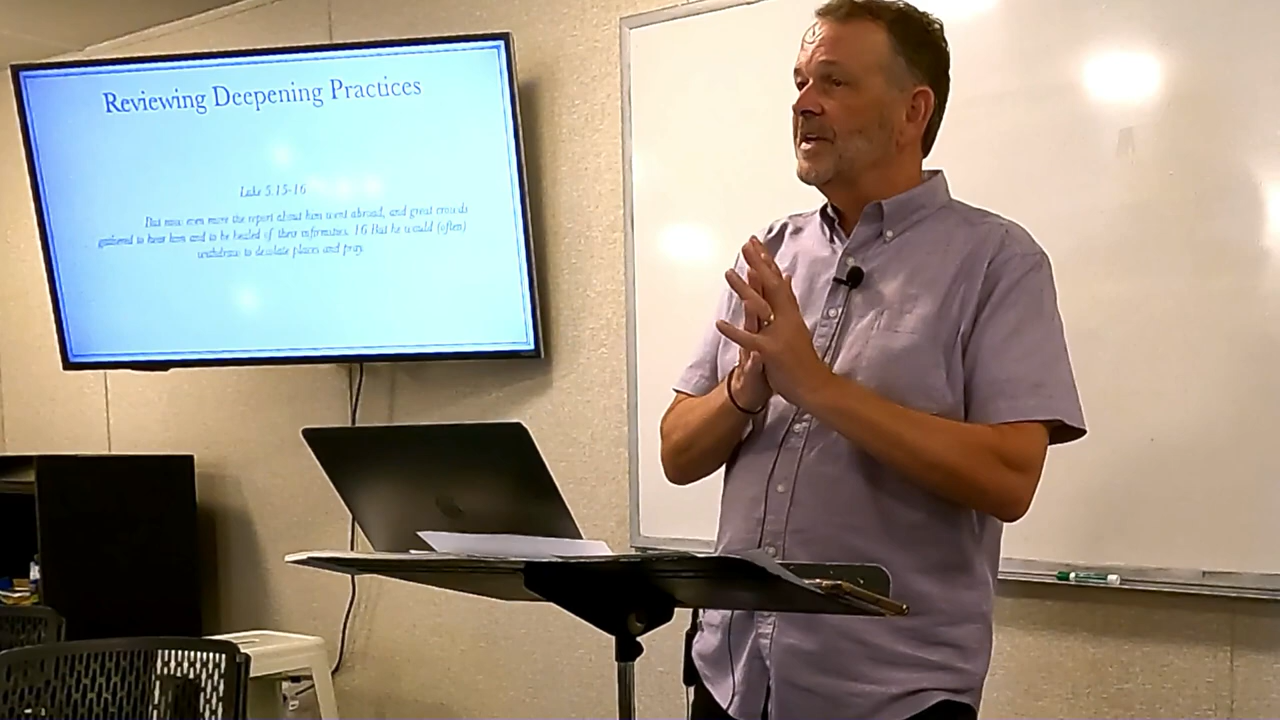 Reviewing Deepening Practices
Luke 5.15-16
But now even more the report about him went abroad, and great crowds
gathered to hear him and to be healed of their infirmities. 16 But he would (often)
withdraw to desolate places and pray.